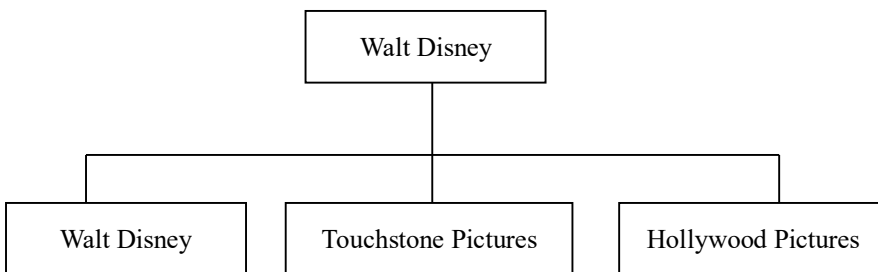 Walt Disney
Walt Disney
Touchstone Pictures
Hollywood Pictures